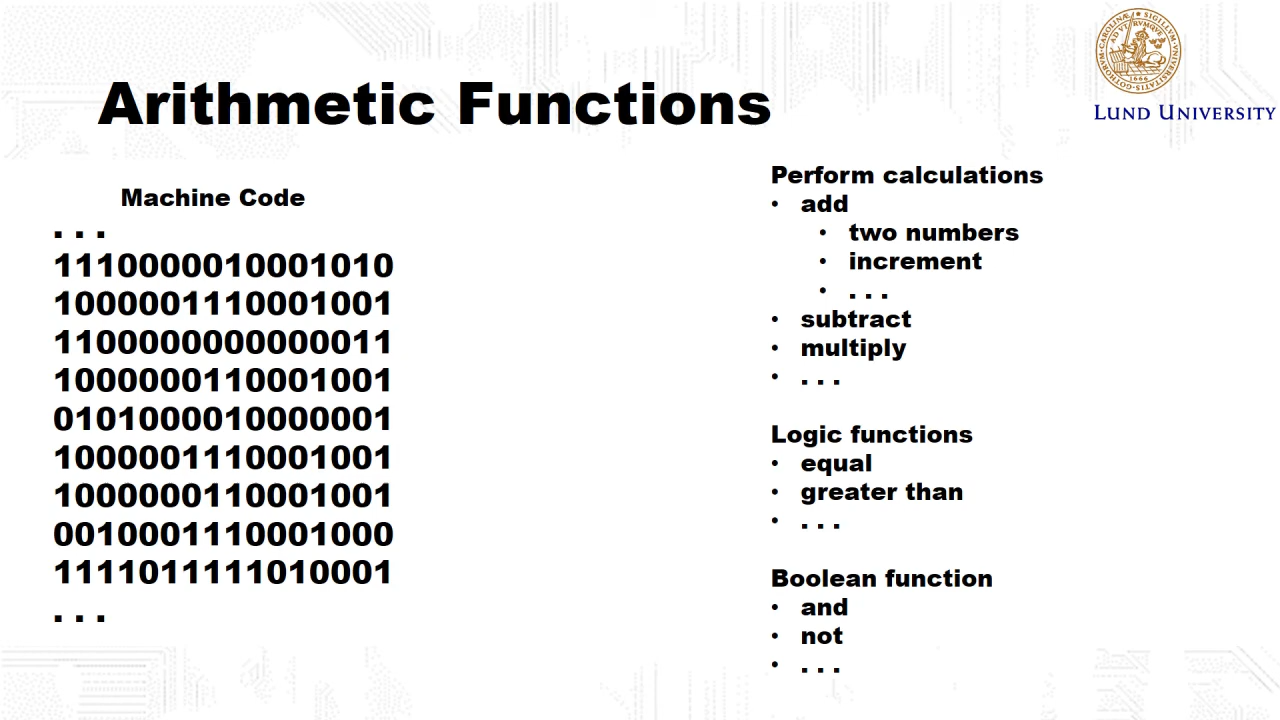 Arithmetic Functions
LUND UNIVERSITY
Machine Code
. . .
1110000010001010
1000001110001001
1100000000000011
1000000110001001
0101000010000001
1000001110001001
1000000110001001
0010001110001000
1111011111010001
. . .
Perform calculations
• add
• two numbers
• increment
• . . .
• subtract
• multiply
• . . .
Logic functions
• equal
• greater than
• . . .
Boolean function
• and
• not
• . . .